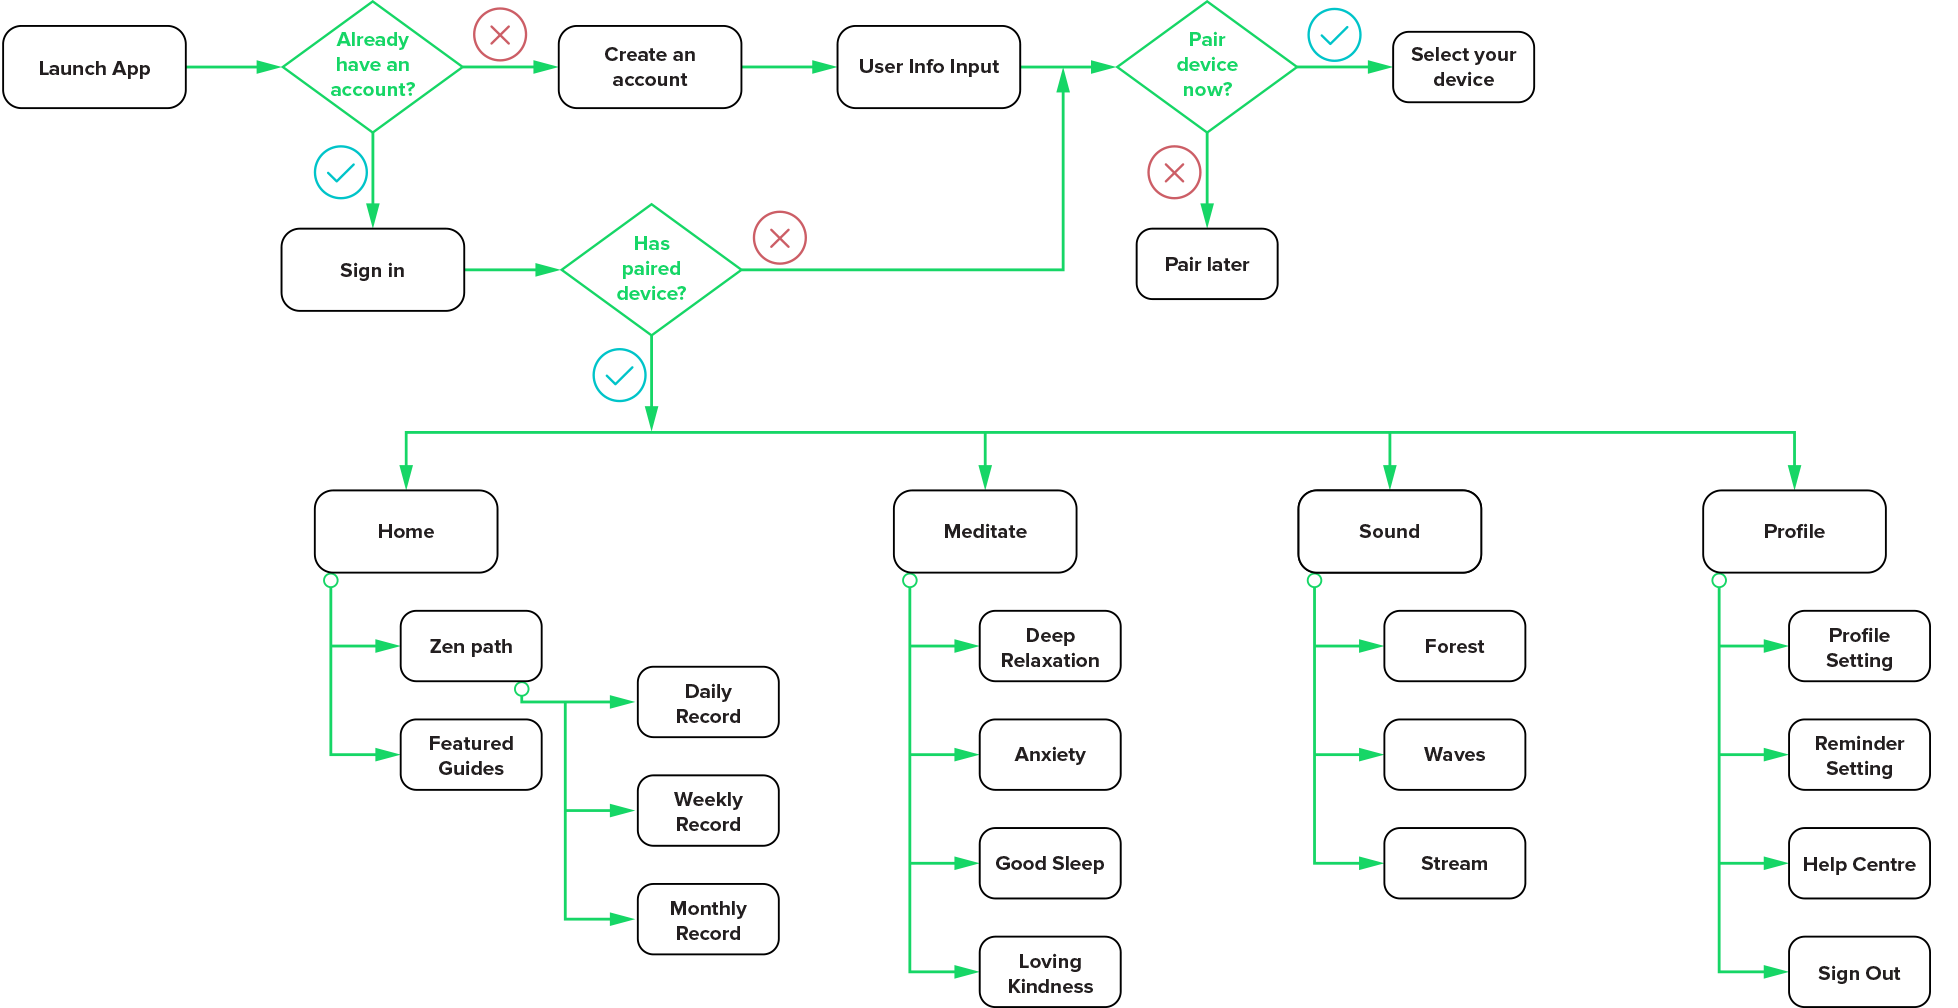 Launch App
Already
have an
account?
Create an
account
User Info Input
Pair
device
now?
Select your
device
Sign in
Has
paired
device?
Pair later
Home
Meditate
Sound
Profile
Zen path
Featured
Guides
Daily
Record
Weekly
Record
Monthly
Record
Deep
Relaxation
Anxiety
Good Sleep
Loving
Kindness
Forest
Waves
Stream
Profile
Setting
Reminder
Setting
Help Centre
Sign Out